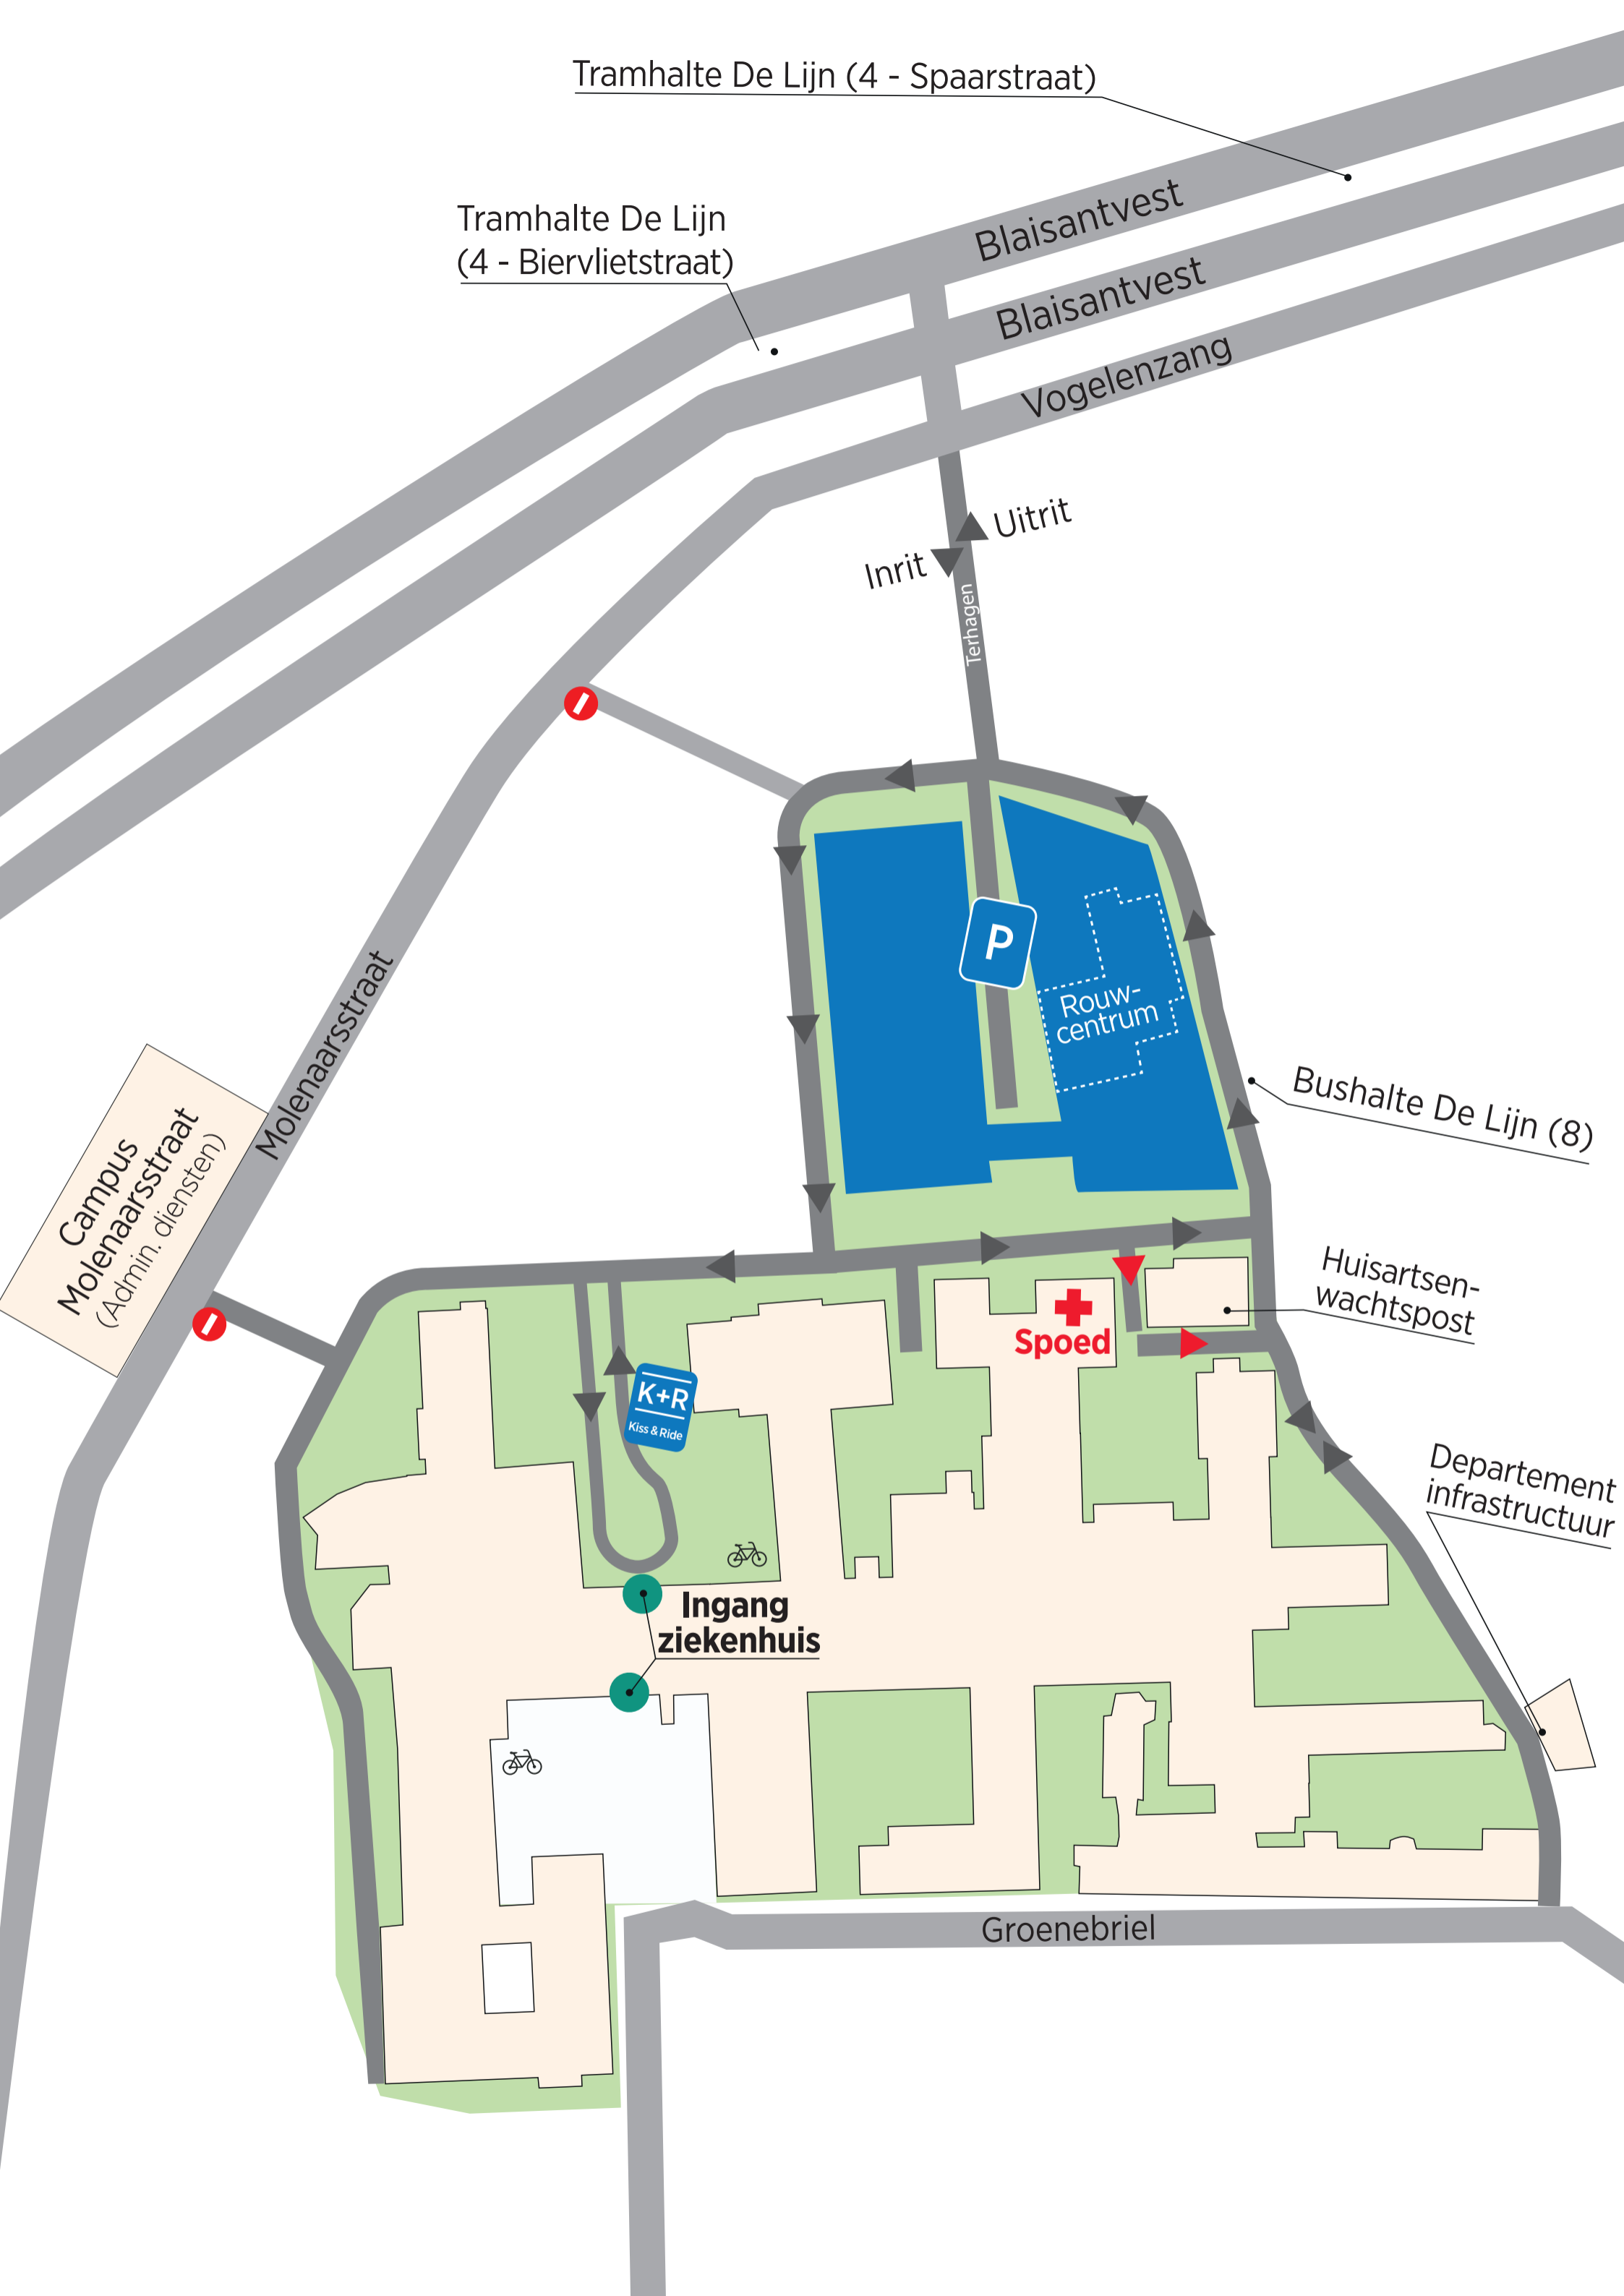 Tramhalte De Lijn (4 - Spaarstraat)
Blaisantvest
Tramhalte De Lijn
(4 - Biervlietstraat)
Blaisantvest
Vogelenzang
Uitrit
Inrit
Terhagen
P
Rouw-
centrum
Molenaarsstraat
Bushalte De Lijn (8)
Campus
Molenaarsstraat
(Admin. diensten)
Huisartsen-
wachtspost
Spoed
K+R
Kiss & Ride
Departement
infrastructuur
Ingang
ziekenhuis
Groenebriel